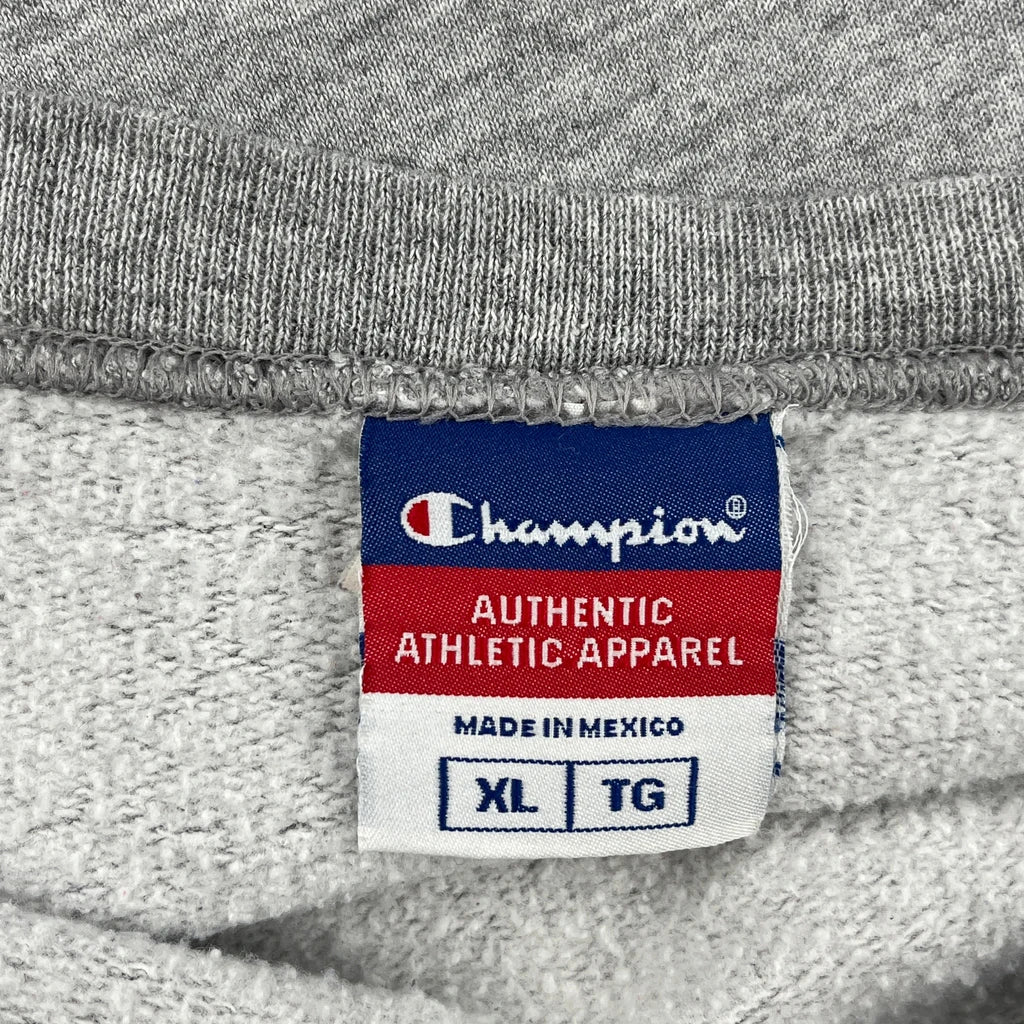 Champion®
AUTHENTIC
ATHLETIC APPAREL
MADE IN MEXICO
XL TG